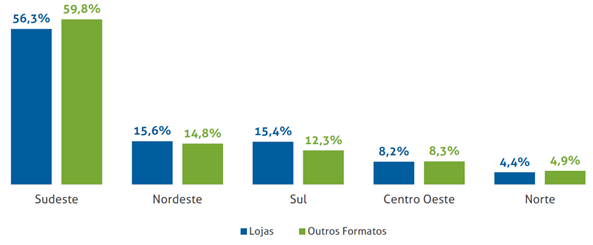 59,8%
56,3%
15,6% 14,8% 15,4% 12,3% 8,2% 8,3% 4,4% 4,9%
Sudeste Nordeste Sul Centro Oeste Norte
Lojas Outros Formatos